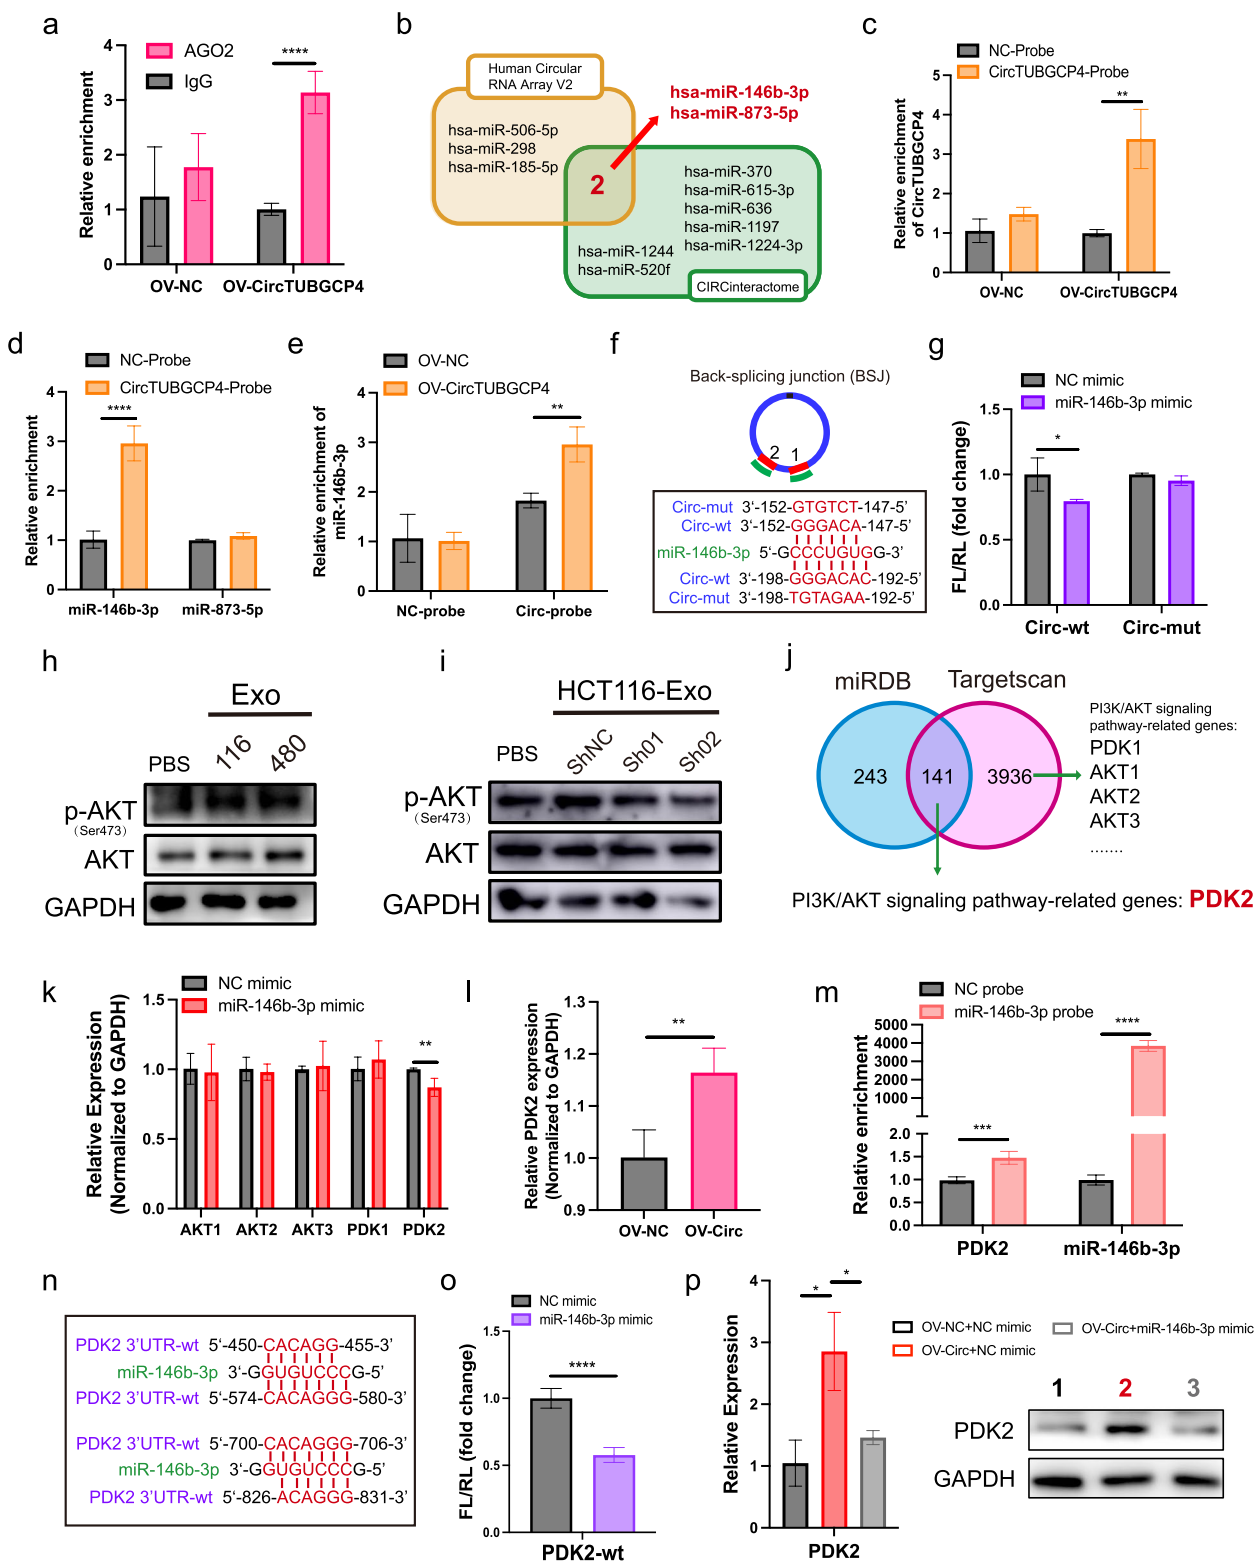 a
AGO2
IgG
****
Relative enrichment
4
3
2
1
0
OV-NC OV-CircTUBGCP4
b
Human Circular
RNA Array V2
hsa-miR-506-5p
hsa-miR-298
hsa-miR-185-5p
2
hsa-miR-146b-3p
hsa-miR-873-5p
hsa-miR-370
hsa-miR-615-3p
hsa-miR-636
hsa-miR-1197
hsa-miR-1224-3p
hsa-miR-1244
hsa-miR-520f
CIRCinteractome
c
NC-Probe
CircTUBGCP4-Probe
**
Relative enrichment
of CircTUBGCP4
5
4
3
2
1
0
OV-NC OV-CircTUBGCP4
d
NC-Probe
CircTUBGCP4-Probe
****
Relative enrichment
4
3
2
1
0
miR-146b-3p miR-873-5p
e
OV-NC
OV-CircTUBGCP4
**
Relative enrichment of
miR-146b-3p
4
3
2
1
0
NC-probe Circ-probe
f
Back-splicing junction (BSJ)
2 1
Circ-mut 3‘-152-GTGTCT-147-5’
Circ-wt 3‘-152-GGGACA-147-5’
miR-146b-3p 5‘-GCCCUGUGG-3’
Circ-wt 3‘-198-GGGACAC-192-5’
Circ-mut 3‘-198-TGTAGAA-192-5’
g
NC mimic
miR-146b-3p mimic
*
FL/RL (fold change)
1.5
1.0
0.5
0.0
Circ-wt Circ-mut
h
Exo
PBS 116 480
p-AKT
(Ser473)
AKT
GAPDH
i
HCT116-Exo
PBS ShNC Sh01 Sh02
p-AKT
(Ser473)
AKT
GAPDH
j
miRDB Targetscan
243 141 3936
PI3K/AKT signaling
pathway-related genes:
PDK1
AKT1
AKT2
AKT3
.......
PI3K/AKT signaling pathway-related genes: PDK2
k
NC mimic
miR-146b-3p mimic
**
Relative Expression
(Normalized to GAPDH)
1.5
1.0
0.5
0.0
AKT1 AKT2 AKT3 PDK1 PDK2
l
**
Relative PDK2 expression
(Normalized to GAPDH)
1.3
1.2
1.1
1.0
0.9
OV-NC OV-Circ
m
NC probe
miR-146b-3p probe
****
***
Relative enrichment
5000
4000
3000
2000
1000
2.0
1.5
1.0
0.5
0.0
PDK2 miR-146b-3p
n
PDK2 3’UTR-wt 5‘-450-CACAGG-455-3’
miR-146b-3p 3‘-GGUGUCCCG-5’
PDK2 3’UTR-wt 5‘-574-CACAGGG-580-3’
PDK2 3’UTR-wt 5‘-700-CACAGGG-706-3’
miR-146b-3p 3‘-GGUGUCCCG-5’
PDK2 3’UTR-wt 5‘-826-ACAGGG-831-3’
o
NC mimic
miR-146b-3p mimic
****
FL/RL (fold change)
1.5
1.0
0.5
0.0
PDK2-wt
p
* *
Relative Expression
4
3
2
1
0
PDK2
OV-NC+NC mimic OV-Circ+miR-146b-3p mimic
OV-Circ+NC mimic
1 2 3
PDK2
GAPDH